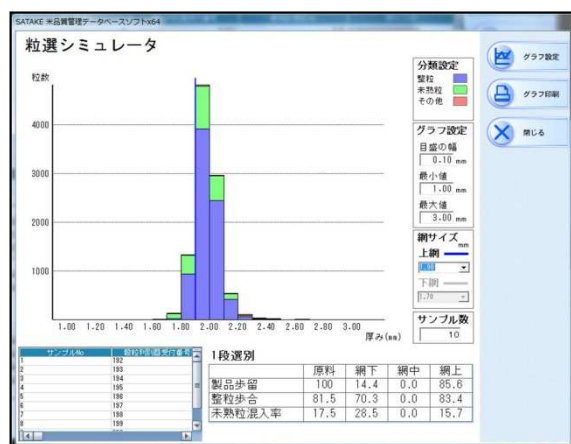 SATAKE 米品質管理データベースソフトx64
粒選シミュレータ
粒数
4000
3000
2000
1000
1.00 1.20 1.40 1.60 1.80 2.00 2.20 2.40 2.60 2.80 3.00
厚み(mm)
分類設定
整粒
未熟粒
その他
グラフ設定
目盛の幅
0.10 mm
最小値
1.00 mm
最大値
3.00 mm
網サイズ
mm
上網
下網
1.70
サンプル数
10
グラフ設定
グラフ印刷
閉じる
サンプルNo
1 192
2 193
3 194
4 195
5 196
6 197
7 198
8 199
1段選別
原料 網下 網中 網上
製品歩留 100 14.4 0.0 85.6
整粒歩合 81.5 70.3 0.0 83.4
未熟粒混入率 17.5 28.5 0.0 15.7